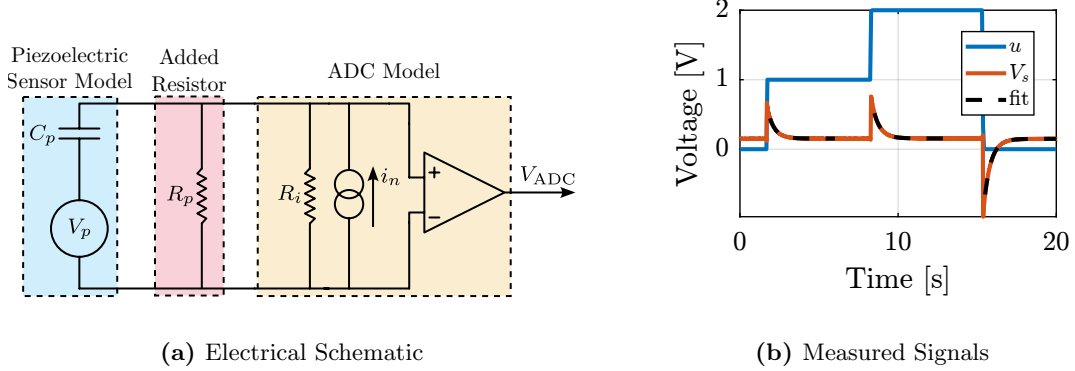 Piezoelectric
Sensor Model
Added
Resistor
ADC Model
C_p
V_p
R_p
R_i
i_n
+
−
V_ADC
(a) Electrical Schematic
Voltage [V]
2
1
0
u
V_s
fit
0
10
20
Time [s]
(b) Measured Signals